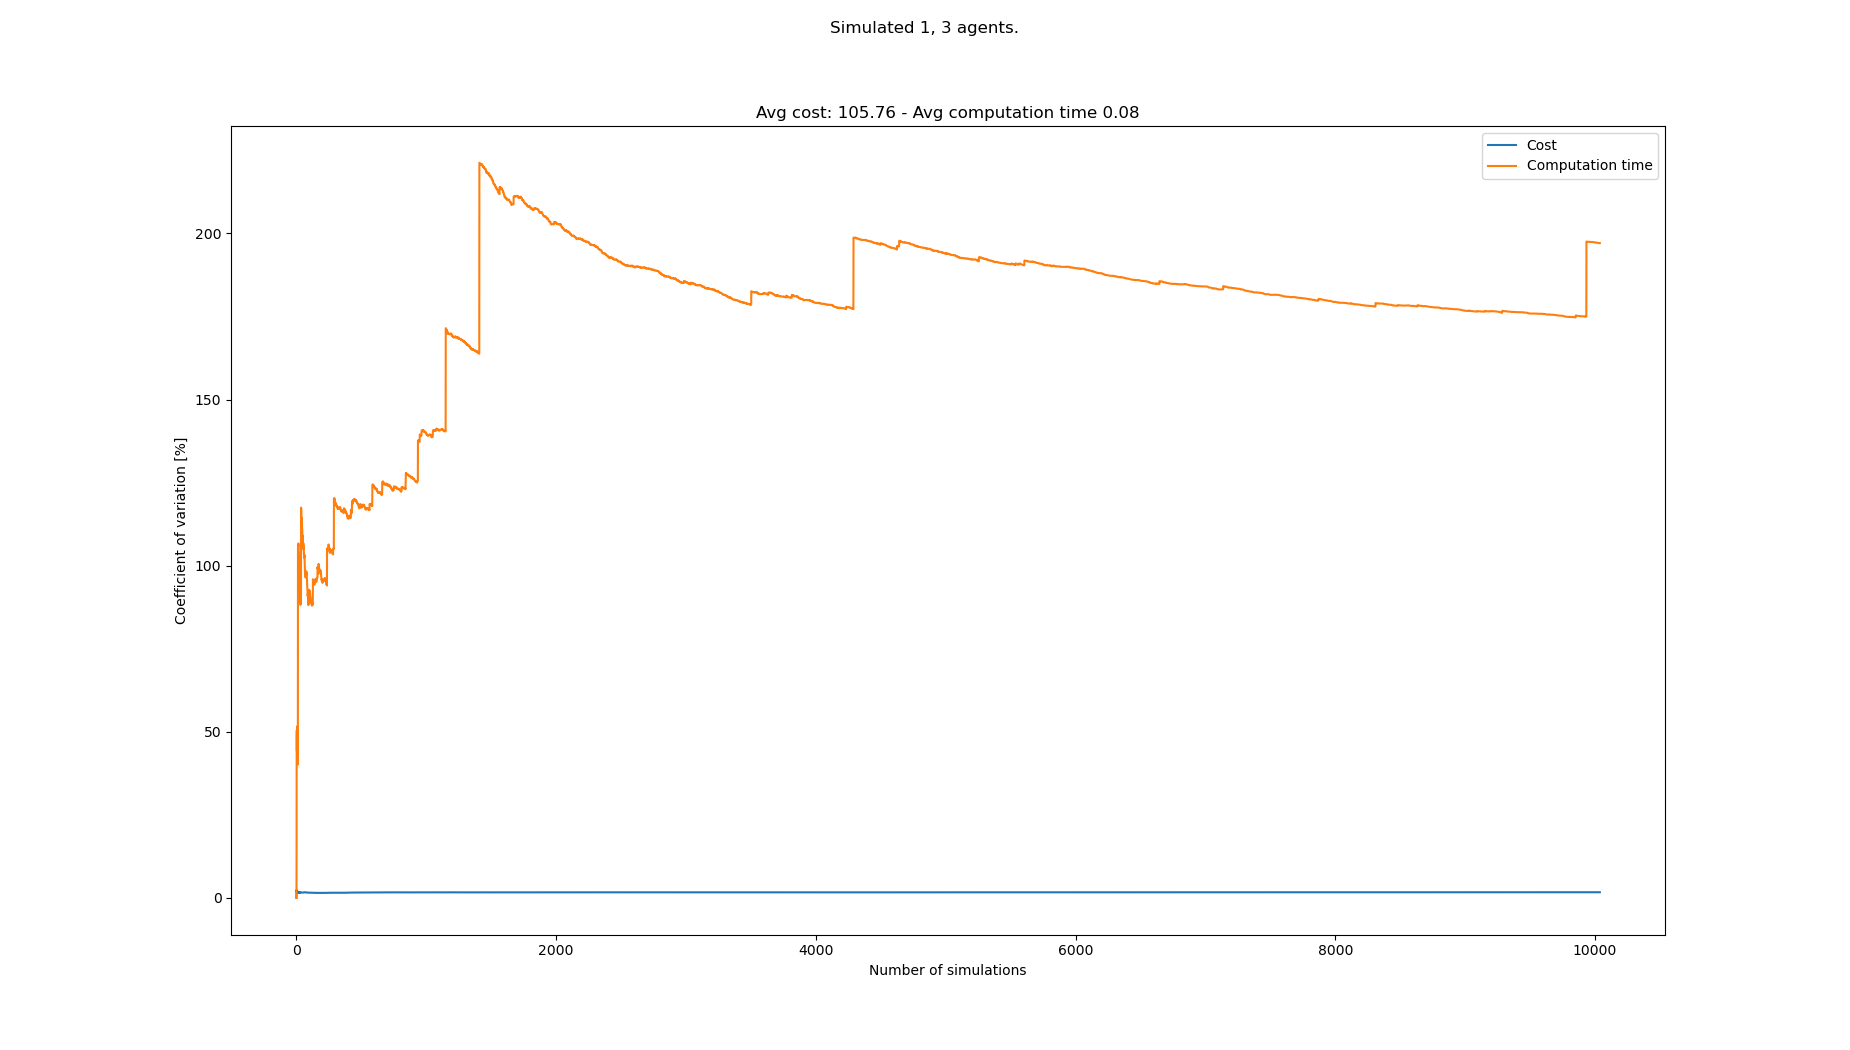 Simulated 1, 3 agents.
Avg cost: 105.76 - Avg computation time 0.08
Cost
Computation time
200
150
100
50
0
Coefficient of variation [%]
0 2000 4000 6000 8000 10000
Number of simulations